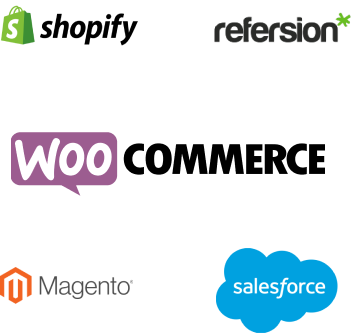 shopify
refersion*
WOO COMMERCE
Magento®
salesforce